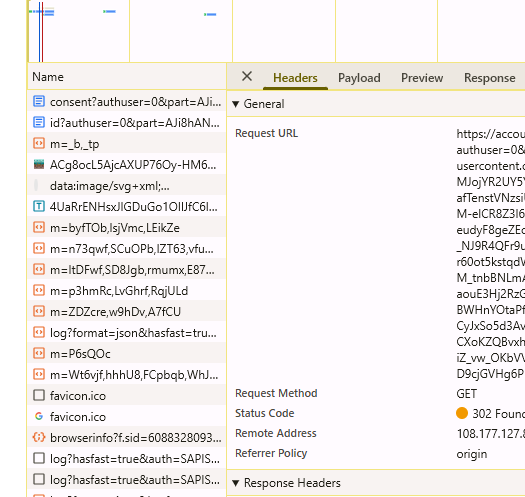 Name
consent?authuser=0&part=AJi...
id?authuser=0&part=AJi8hAN...
m=_b,_tp
ACg8ocL5AjcAXUP76Oy-HM6...
data:image/svg+xml;...
4UaRrENHsxJlGDuGo1OIlJfC6l...
m=byfTOb,lsjVmc,LEikZe
m=n73qwf,SCuOPb,IZT63,vfu...
m=ltDFwf,SD8Jgb,rmumx,E87...
m=p3hmRc,LvGhrf,RqjULd
m=ZDZcre,w9hDv,A7fCU
log?format=json&hasfast=tru...
m=P6sQOc
m=Wt6vjf,hhhU8,FCpbqb,WhJ...
favicon.ico
favicon.ico
browserinfo?f.sid=6088328093...
log?hasfast=true&auth=SAPIS...
log?hasfast=true&auth=SAPIS...
Headers Payload Preview Response
General
Request URL
https://accou
authuser=0&
usercontent.c
MJojYR2UY5Y
afTenstVNzsiU
M-eICR8Z3I6
eudyF8geZEc
_NJ9R4QFr9u
r60ot5kstqdW
M_tnbBNLmA
aouE3Hj2RzG
BWHnYOtaPf
CyJxSo5d3Av
CXoKZQBvxh
iZ_vw_OKbVV
D9cjGVHg6P
Request Method GET
Status Code 302 Found
Remote Address 108.177.127.8
Referrer Policy origin
Response Headers